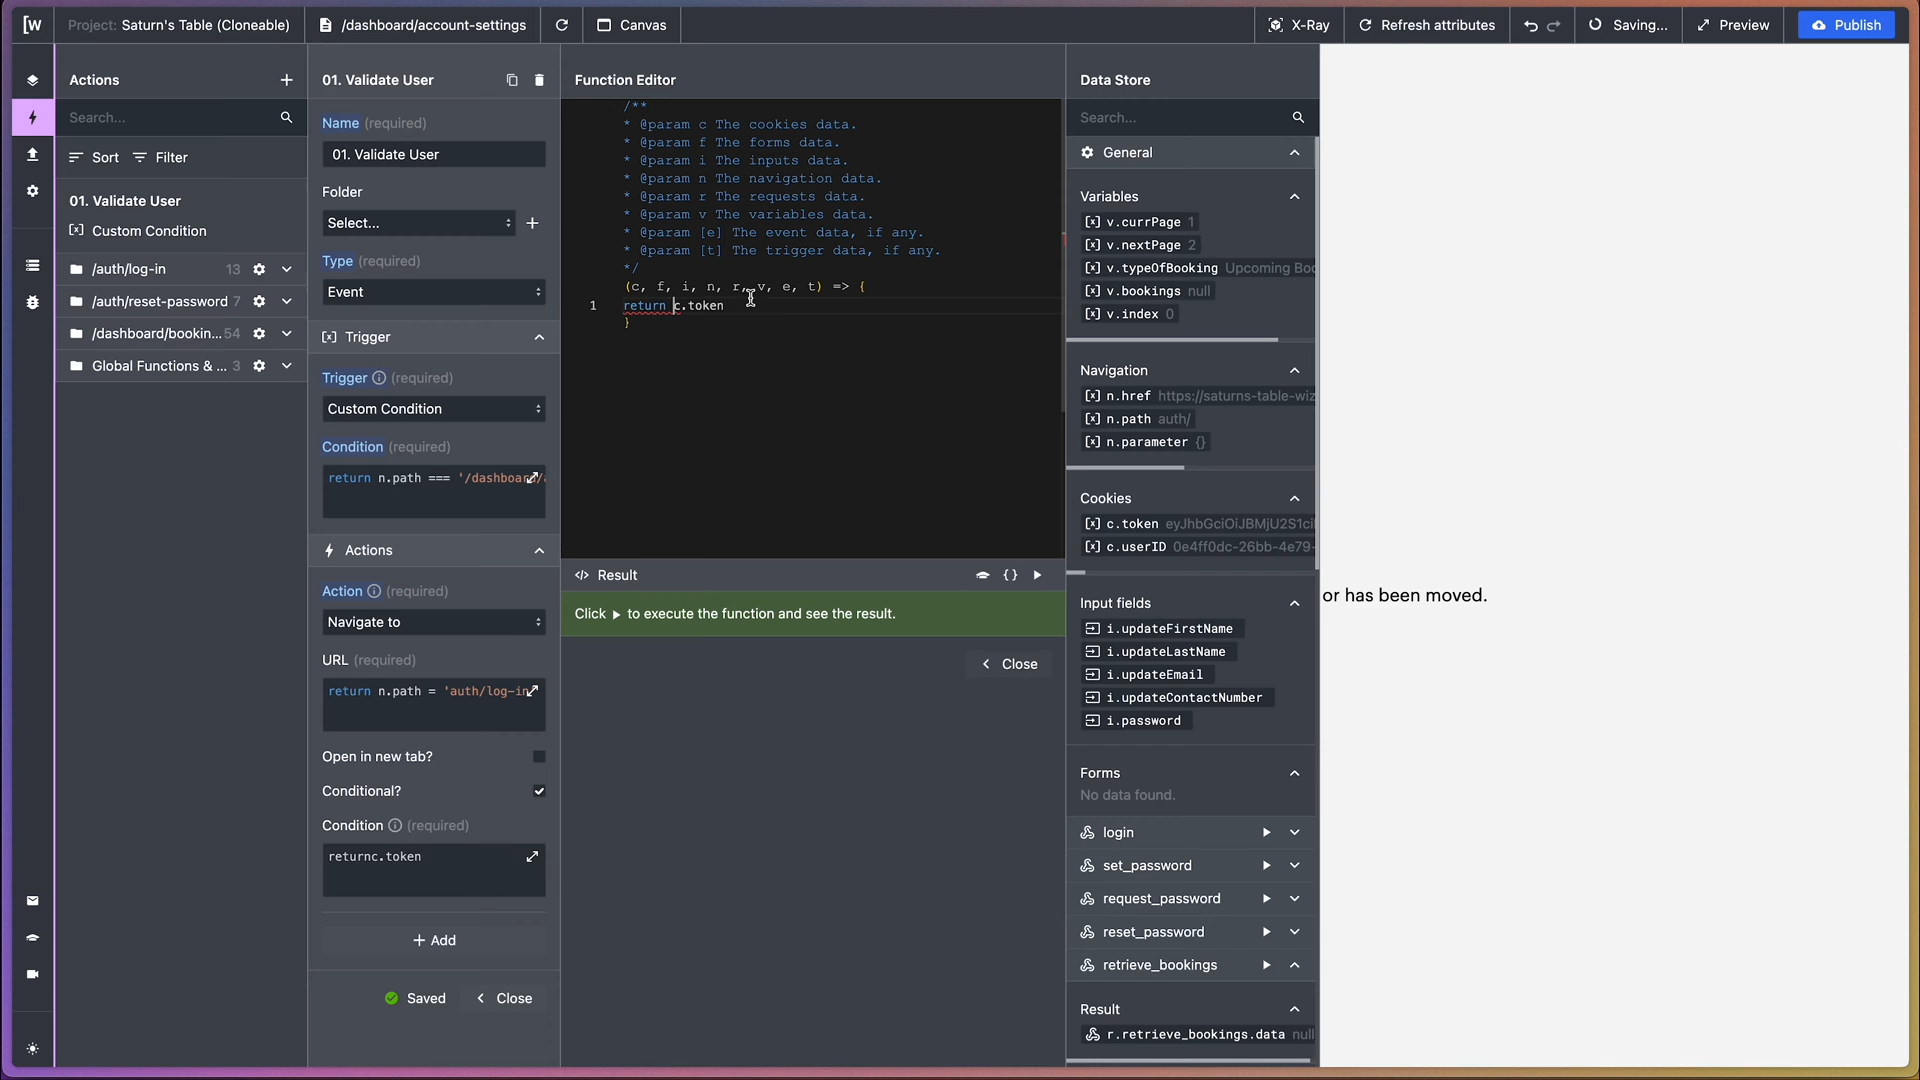 [w
Project: Saturn's Table (Cloneable)
/dashboard/account-settings
Canvas
X-Ray
Refresh attributes
Saving...
Preview
Publish
Actions
Search...
Sort
Filter
01. Validate User
Custom Condition
/auth/log-in 13
/auth/reset-password 7
/dashboard/bookin... 54
Global Functions & ... 3
01. Validate User
Name (required)
01. Validate User
Folder
Select...
Type (required)
Event
Trigger
Trigger (required)
Custom Condition
Condition (required)
return n.path === '/dashboard/
Actions
Action (required)
Navigate to
URL (required)
return n.path = 'auth/log-in
Open in new tab?
Conditional?
Condition (required)
returnc.token
Add
Saved
Close
Function Editor
/**
* @param c The cookies data.
* @param f The forms data.
* @param i The inputs data.
* @param n The navigation data.
* @param r The requests data.
* @param v The variables data.
* @param [e] The event data, if any.
* @param [t] The trigger data, if any.
*/
(c, f, i, n, r, v, e, t) => {
1 return c.token
}
</> Result
{}
Click ▶ to execute the function and see the result.
Close
Data Store
Search...
General
Variables
[x] v.currPage 1
[x] v.nextPage 2
[x] v.typeOfBooking Upcoming Boo
[x] v.bookings null
[x] v.index 0
Navigation
[x] n.href https://saturns-table-wiz
[x] n.path auth/
[x] n.parameter {}
Cookies
[x] c.token eyJhbGciOiJBMjU2S1ci
[x] c.userID 0e4ff0dc-26bb-4e79-
Input fields
i.updateFirstName
i.updateLastName
i.updateEmail
i.updateContactNumber
i.password
Forms
No data found.
login
set_password
request_password
reset_password
retrieve_bookings
Result
r.retrieve_bookings.data null
or has been moved.